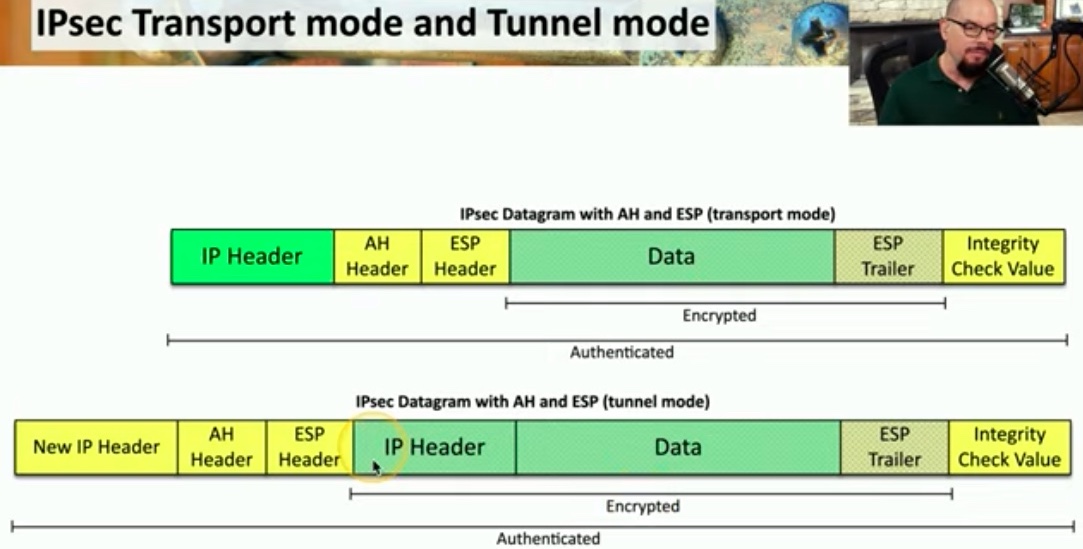 IPsec Transport mode and Tunnel mode
IPsec Datagram with AH and ESP (transport mode)
IP Header
AH
Header
ESP
Header
Data
ESP
Trailer
Integrity
Check Value
Encrypted
Authenticated
IPsec Datagram with AH and ESP (tunnel mode)
New IP Header
AH
Header
ESP
Header
IP Header
Data
ESP
Trailer
Integrity
Check Value
Encrypted
Authenticated